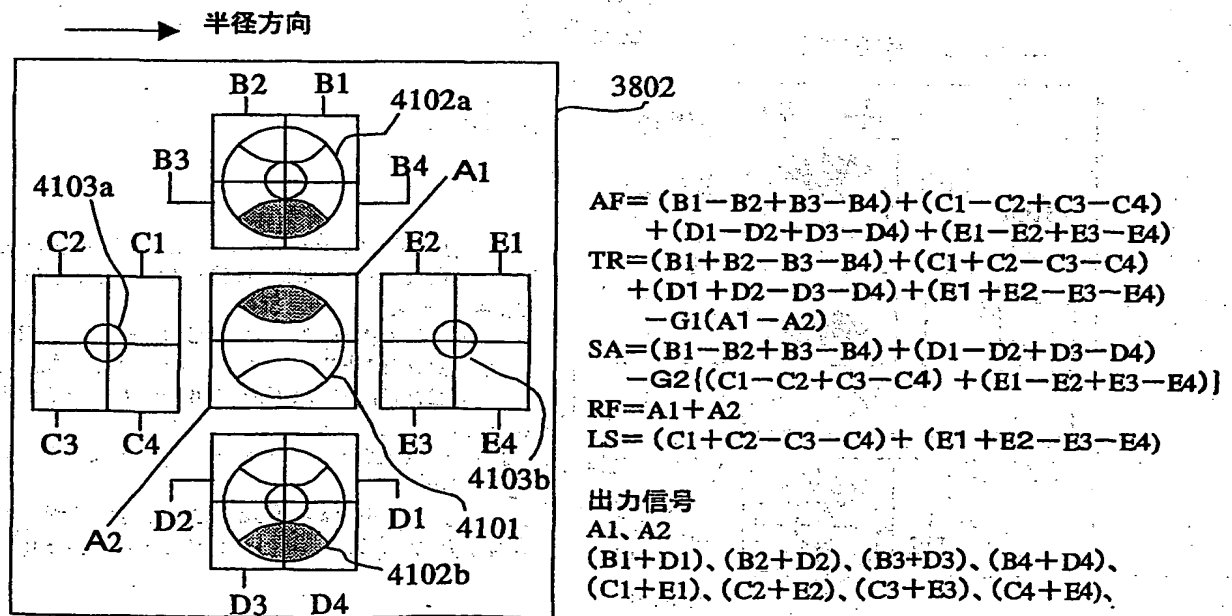 半径方向
3802
B2 B1
4102a
B3
B4
A1
4103a
C2 C1
E2 E1
C3 C4
E3 E4
4103b
D2
D1
4101
A2
4102b
D3 D4
AF=(B1−B2+B3−B4)+(C1−C2+C3−C4)
+(D1−D2+D3−D4)+(E1−E2+E3−E4)
TR=(B1+B2−B3−B4)+(C1+C2−C3−C4)
+(D1+D2−D3−D4)+(E1+E2−E3−E4)
−G1(A1−A2)
SA=(B1−B2+B3−B4)+(D1−D2+D3−D4)
−G2{(C1−C2+C3−C4)+(E1−E2+E3−E4)}
RF=A1+A2
LS=(C1+C2−C3−C4)+(E1+E2−E3−E4)
出力信号
A1、A2
(B1+D1)、(B2+D2)、(B3+D3)、(B4+D4)、
(C1+E1)、(C2+E2)、(C3+E3)、(C4+E4)、